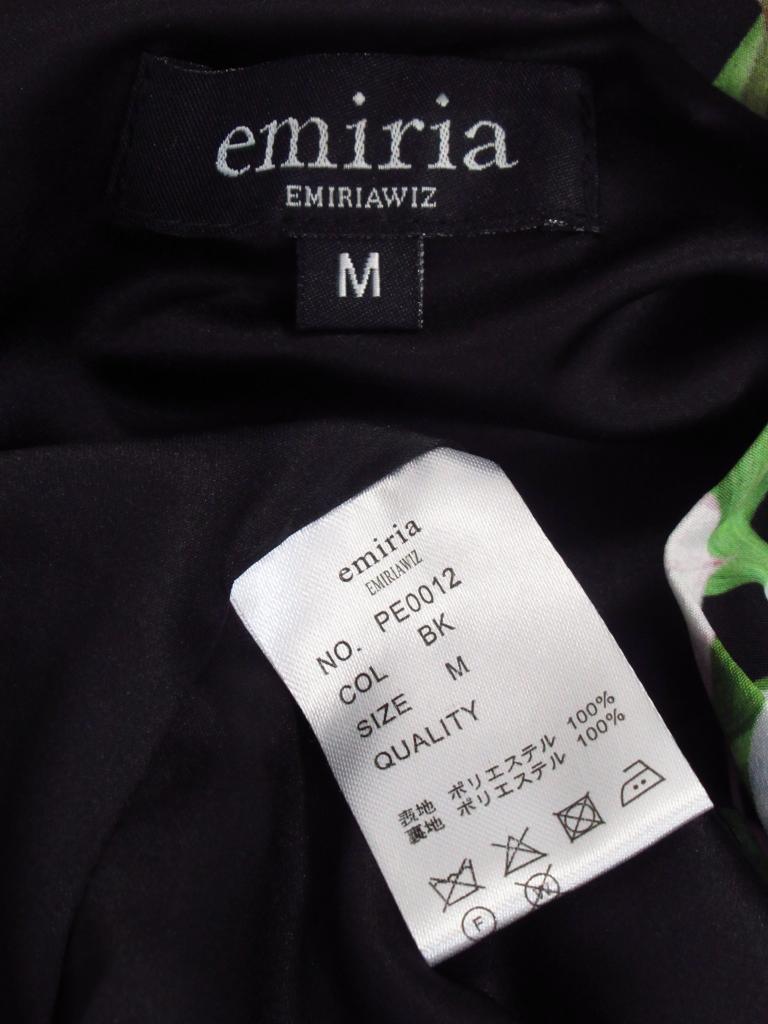 emiria
EMIRIAWIZ
M
emiria
EMIRIAWIZ
NO. PE0012
COL BK
SIZE M
QUALITY
表地 ポリエステル 100%
裏地 ポリエステル 100%
W
F